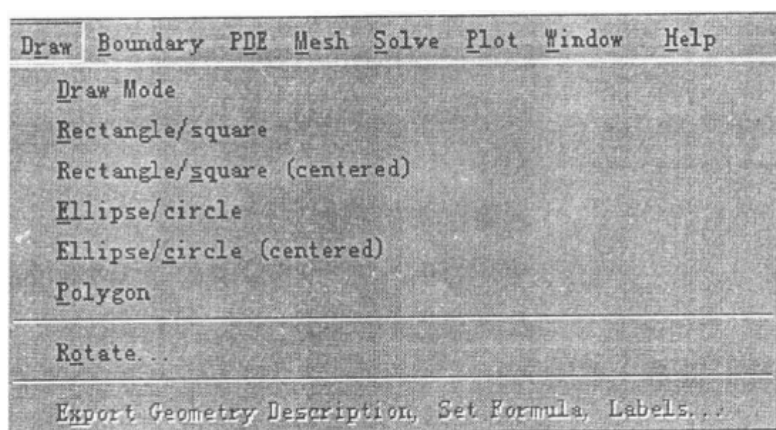 Draw Boundary PDE Mesh Solve Plot Window Help
Draw Mode
Rectangle/square
Rectangle/square (centered)
Ellipse/circle
Ellipse/circle (centered)
Polygon
Rotate...
Export Geometry Description, Set Formula, Labels...